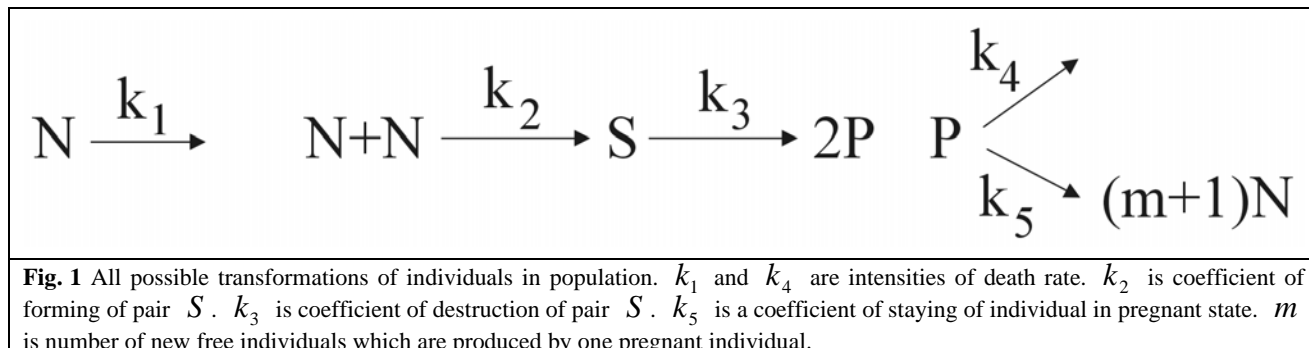 N k₁ N+N k₂ S k₃ 2P P k₄ k₅ (m+1)N
Fig. 1 All possible transformations of individuals in population. k₁ and k₄ are intensities of death rate. k₂ is coefficient of
forming of pair S. k₃ is coefficient of destruction of pair S. k₅ is a coefficient of staying of individual in pregnant state. m
is number of new free individuals which are produced by one pregnant individual.